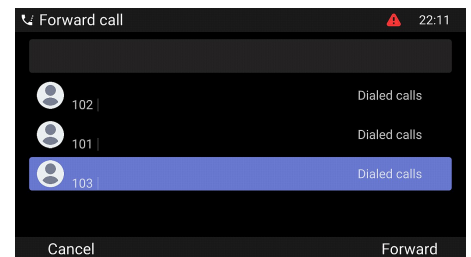 Forward call 22:11
102 | Dialed calls
101 | Dialed calls
103 | Dialed calls
Cancel Forward